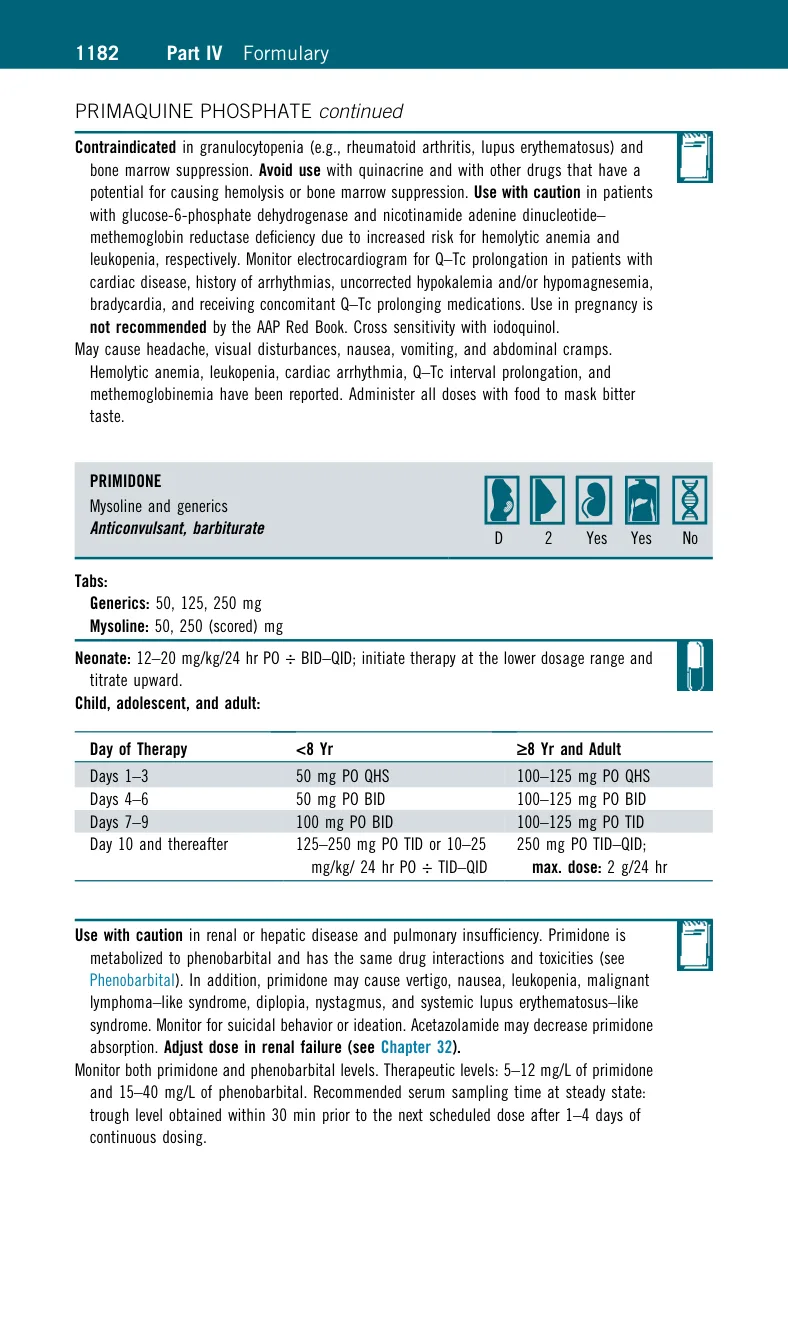 1182 Part IV Formulary
PRIMAQUINE PHOSPHATE continued
Contraindicated in granulocytopenia (e.g., rheumatoid arthritis, lupus erythematosus) and
bone marrow suppression. Avoid use with quinacrine and with other drugs that have a
potential for causing hemolysis or bone marrow suppression. Use with caution in patients
with glucose-6-phosphate dehydrogenase and nicotinamide adenine dinucleotide–
methemoglobin reductase deficiency due to increased risk for hemolytic anemia and
leukopenia, respectively. Monitor electrocardiogram for Q–Tc prolongation in patients with
cardiac disease, history of arrhythmias, uncorrected hypokalemia and/or hypomagnesemia,
bradycardia, and receiving concomitant Q–Tc prolonging medications. Use in pregnancy is
not recommended by the AAP Red Book. Cross sensitivity with iodoquinol.
May cause headache, visual disturbances, nausea, vomiting, and abdominal cramps.
Hemolytic anemia, leukopenia, cardiac arrhythmia, Q–Tc interval prolongation, and
methemoglobinemia have been reported. Administer all doses with food to mask bitter
taste.
PRIMIDONE
Mysoline and generics
Anticonvulsant, barbiturate
D 2 Yes Yes No
Tabs:
Generics: 50, 125, 250 mg
Mysoline: 50, 250 (scored) mg
Neonate: 12–20 mg/kg/24 hr PO ÷ BID–QID; initiate therapy at the lower dosage range and
titrate upward.
Child, adolescent, and adult:
Day of Therapy <8 Yr ≥8 Yr and Adult
Days 1–3 50 mg PO QHS 100–125 mg PO QHS
Days 4–6 50 mg PO BID 100–125 mg PO BID
Days 7–9 100 mg PO BID 100–125 mg PO TID
Day 10 and thereafter 125–250 mg PO TID or 10–25 250 mg PO TID–QID;
mg/kg/ 24 hr PO ÷ TID–QID max. dose: 2 g/24 hr
Use with caution in renal or hepatic disease and pulmonary insufficiency. Primidone is
metabolized to phenobarbital and has the same drug interactions and toxicities (see
Phenobarbital). In addition, primidone may cause vertigo, nausea, leukopenia, malignant
lymphoma–like syndrome, diplopia, nystagmus, and systemic lupus erythematosus–like
syndrome. Monitor for suicidal behavior or ideation. Acetazolamide may decrease primidone
absorption. Adjust dose in renal failure (see Chapter 32).
Monitor both primidone and phenobarbital levels. Therapeutic levels: 5–12 mg/L of primidone
and 15–40 mg/L of phenobarbital. Recommended serum sampling time at steady state:
trough level obtained within 30 min prior to the next scheduled dose after 1–4 days of
continuous dosing.